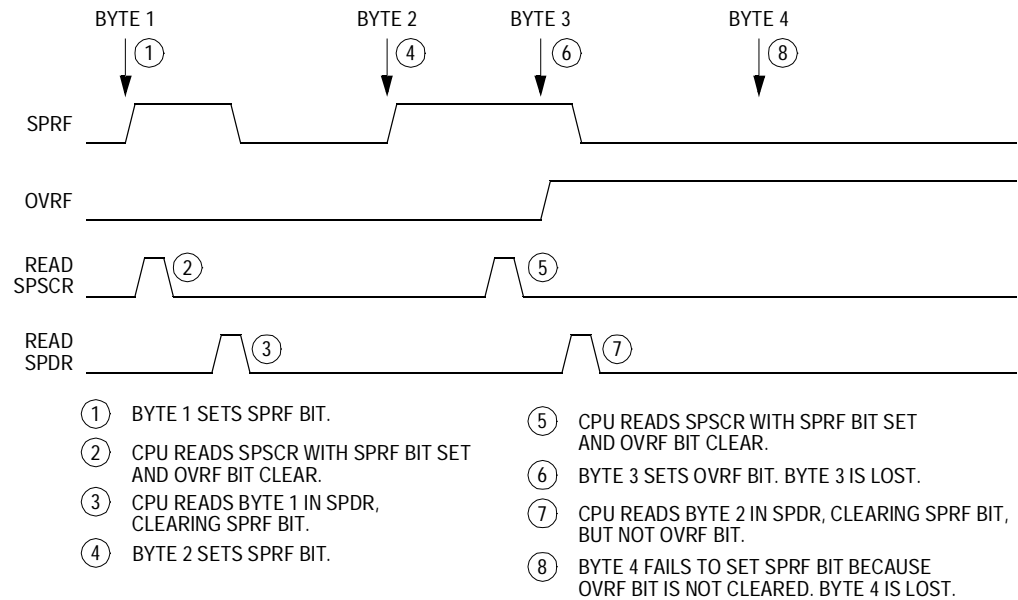 BYTE 1 BYTE 2 BYTE 3 BYTE 4
1 4 6 8
SPRF
OVRF
READ
SPSCR
2 5
READ
SPDR
3 7
1 BYTE 1 SETS SPRF BIT.
2 CPU READS SPSCR WITH SPRF BIT SET
AND OVRF BIT CLEAR.
3 CPU READS BYTE 1 IN SPDR,
CLEARING SPRF BIT.
4 BYTE 2 SETS SPRF BIT.
5 CPU READS SPSCR WITH SPRF BIT SET
AND OVRF BIT CLEAR.
6 BYTE 3 SETS OVRF BIT. BYTE 3 IS LOST.
7 CPU READS BYTE 2 IN SPDR, CLEARING SPRF BIT,
BUT NOT OVRF BIT.
8 BYTE 4 FAILS TO SET SPRF BIT BECAUSE
OVRF BIT IS NOT CLEARED. BYTE 4 IS LOST.